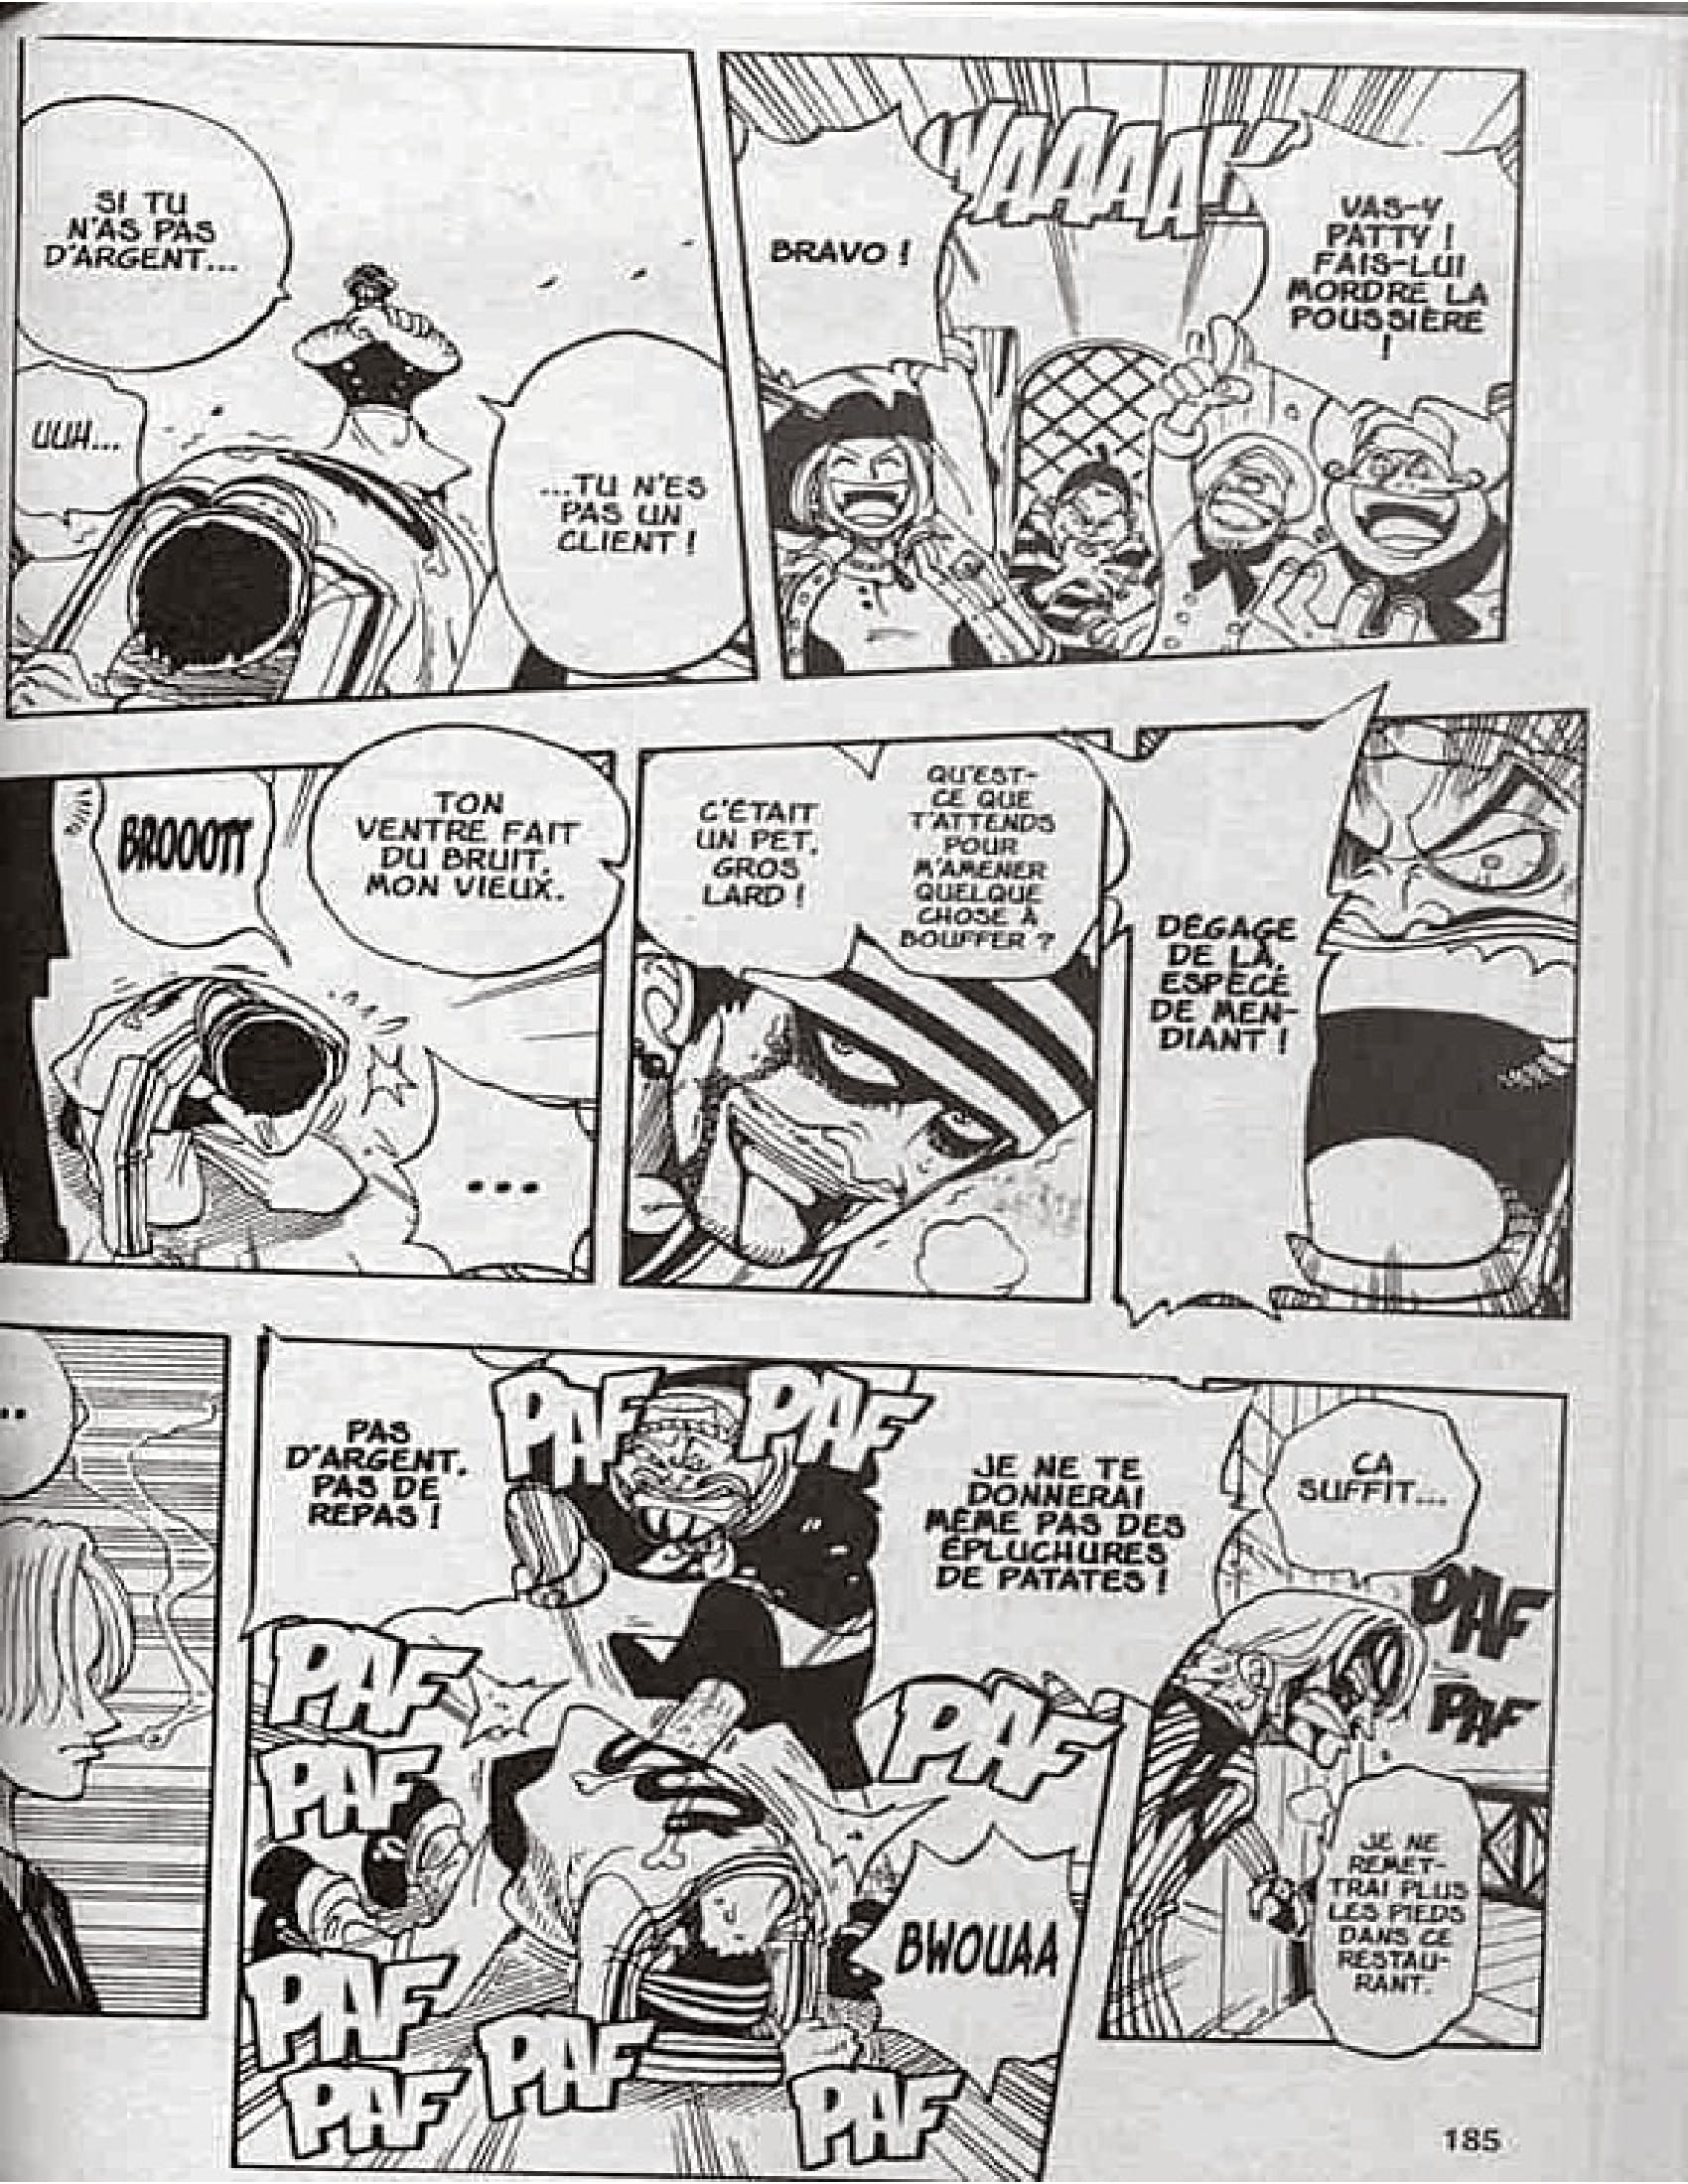 SI TU
N'AS PAS
D'ARGENT...
UUH...
...TU N'ES
PAS UN
CLIENT !
BRAVO !
VAS-Y
PATTY !
FAIS-LUI
MORDRE LA
POUSSIÈRE
!
BROOOTT
TON
VENTRE FAIT
DU BRUIT,
MON VIEUX.
...
C'ÉTAIT
UN PET,
GROS
LARD !
QU'EST-
CE QUE
T'ATTENDS
POUR
M'AMENER
QUELQUE
CHOSE À
BOUFFER ?
DÉGAGE
DE LÀ,
ESPÈCE
DE MEN-
DIANT !
..
PAS
D'ARGENT,
PAS DE
REPAS !
PAF
PAF
JE NE TE
DONNERAI
MÊME PAS DES
ÉPLUCHURES
DE PATATES !
PAF
PAF
PAF
PAF
PAF
PAF
PAF
BWOUAA
PAF
ÇA
SUFFIT...
PAF
PAF
JE NE
REMET-
TRAI PLUS
LES PIEDS
DANS CE
RESTAU-
RANT.
185